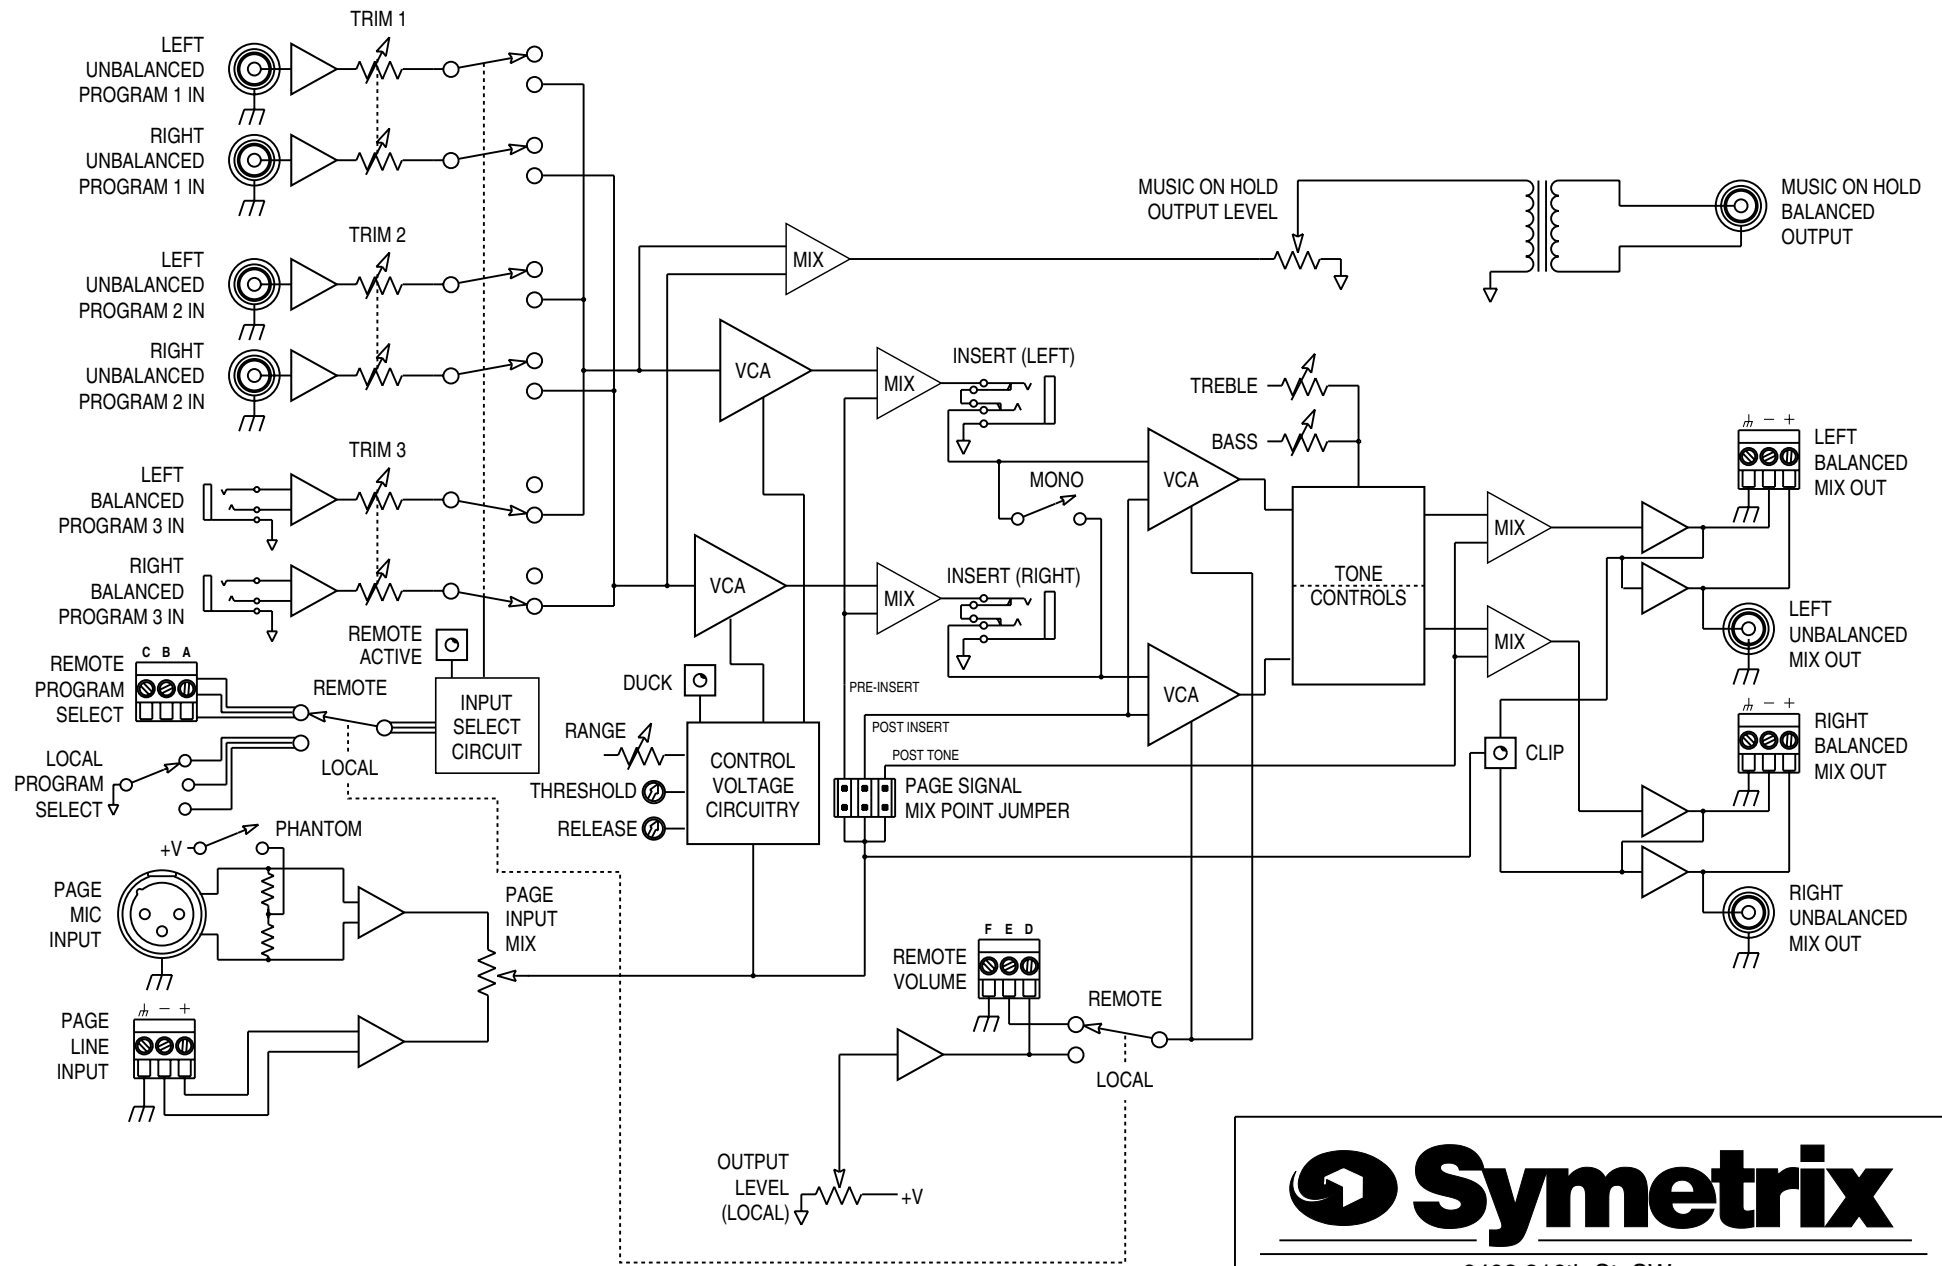 TRIM 1
LEFT
UNBALANCED
PROGRAM 1 IN
RIGHT
UNBALANCED
PROGRAM 1 IN
TRIM 2
LEFT
UNBALANCED
PROGRAM 2 IN
RIGHT
UNBALANCED
PROGRAM 2 IN
TRIM 3
LEFT
BALANCED
PROGRAM 3 IN
RIGHT
BALANCED
PROGRAM 3 IN
REMOTE
ACTIVE
C B A
REMOTE
PROGRAM
SELECT
REMOTE
LOCAL
INPUT
SELECT
CIRCUIT
LOCAL
PROGRAM
SELECT
PHANTOM
+V
PAGE
MIC
INPUT
PAGE
INPUT
MIX
− +
PAGE
LINE
INPUT
MIX
MUSIC ON HOLD
OUTPUT LEVEL
MUSIC ON HOLD
BALANCED
OUTPUT
VCA
VCA
MIX
MIX
INSERT (LEFT)
MONO
INSERT (RIGHT)
VCA
VCA
TREBLE
BASS
TONE
CONTROLS
MIX
MIX
− +
LEFT
BALANCED
MIX OUT
LEFT
UNBALANCED
MIX OUT
− +
RIGHT
BALANCED
MIX OUT
RIGHT
UNBALANCED
MIX OUT
CLIP
DUCK
RANGE
THRESHOLD
RELEASE
CONTROL
VOLTAGE
CIRCUITRY
PRE-INSERT
POST INSERT
POST TONE
PAGE SIGNAL
MIX POINT JUMPER
F E D
REMOTE
VOLUME
REMOTE
LOCAL
OUTPUT
LEVEL
(LOCAL)
+V
Symetrix